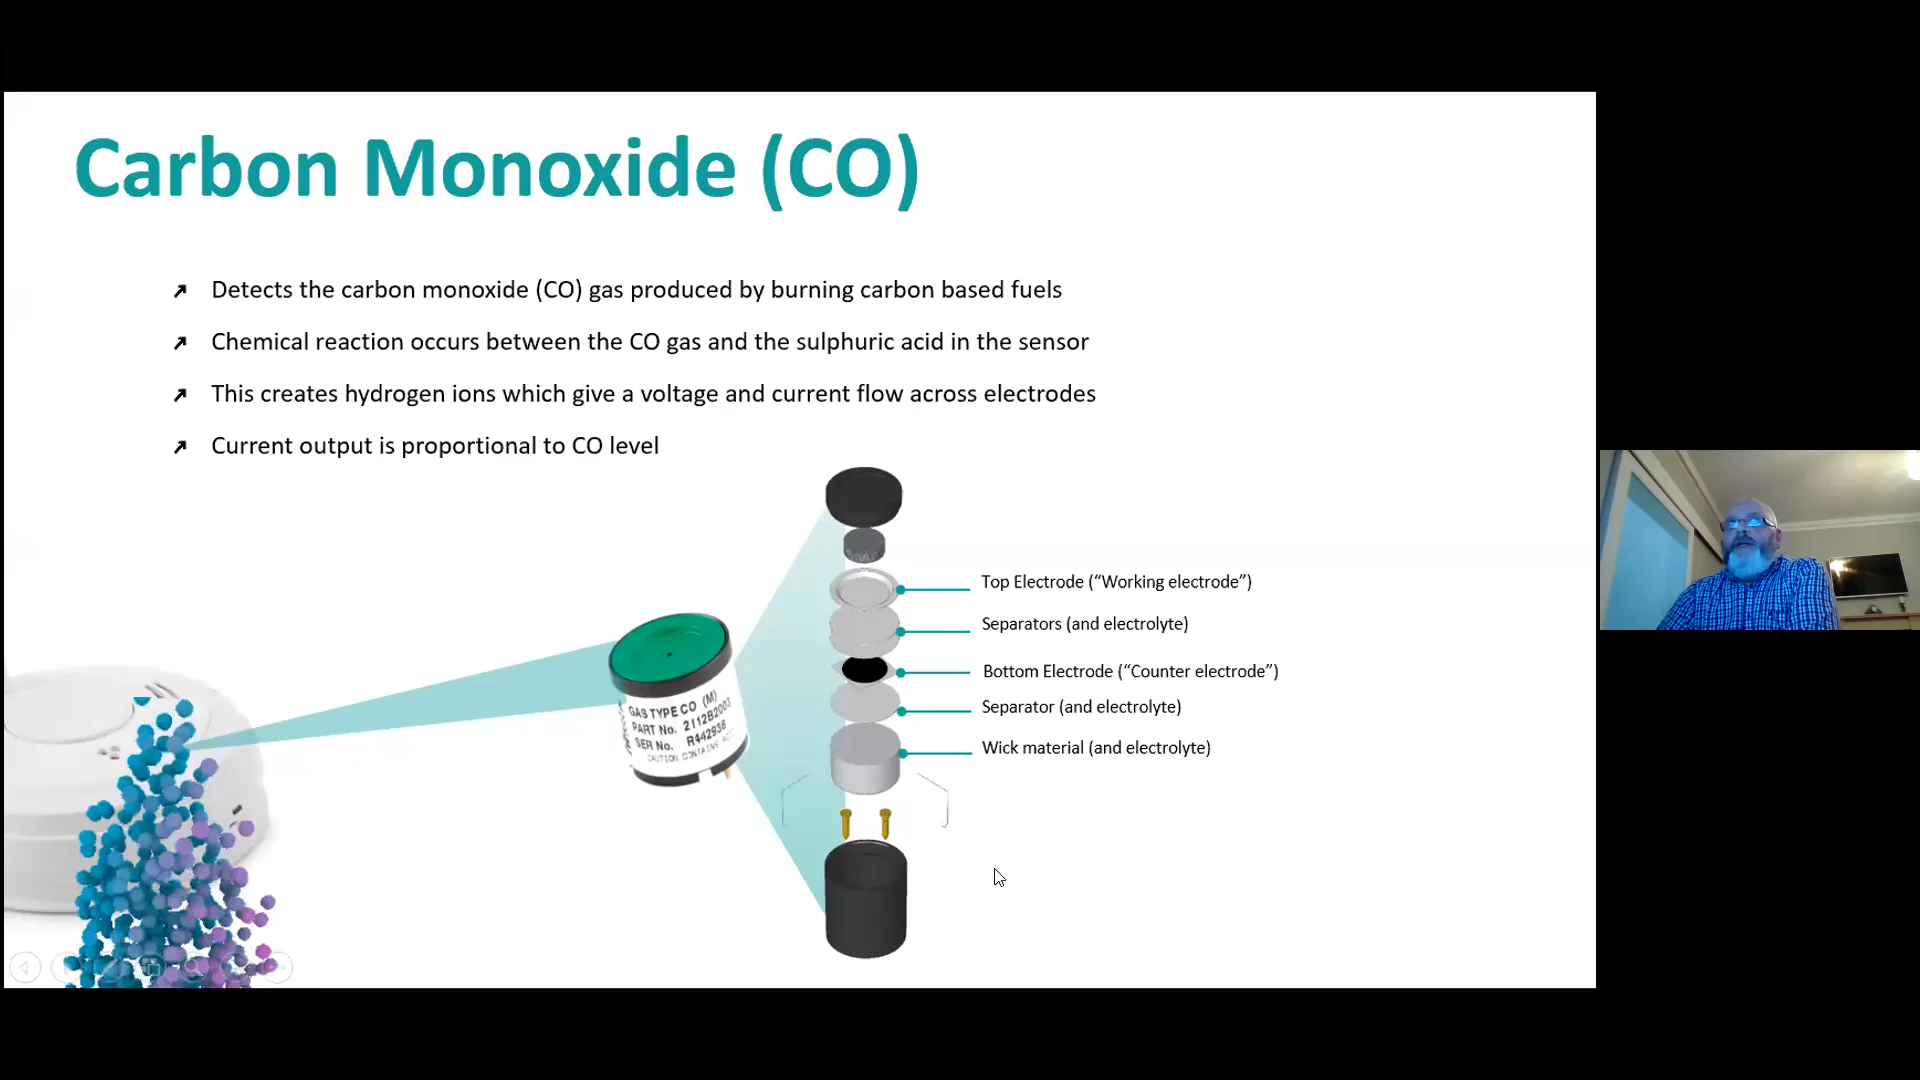 Carbon Monoxide (CO)
Detects the carbon monoxide (CO) gas produced by burning carbon based fuels
Chemical reaction occurs between the CO gas and the sulphuric acid in the sensor
This creates hydrogen ions which give a voltage and current flow across electrodes
Current output is proportional to CO level
Top Electrode (“Working electrode”)
Separators (and electrolyte)
Bottom Electrode (“Counter electrode”)
Separator (and electrolyte)
Wick material (and electrolyte)
GAS TYPE CO (M)
PART No. 2112B2003
SER No. R442936
CAUTION CONTAINS